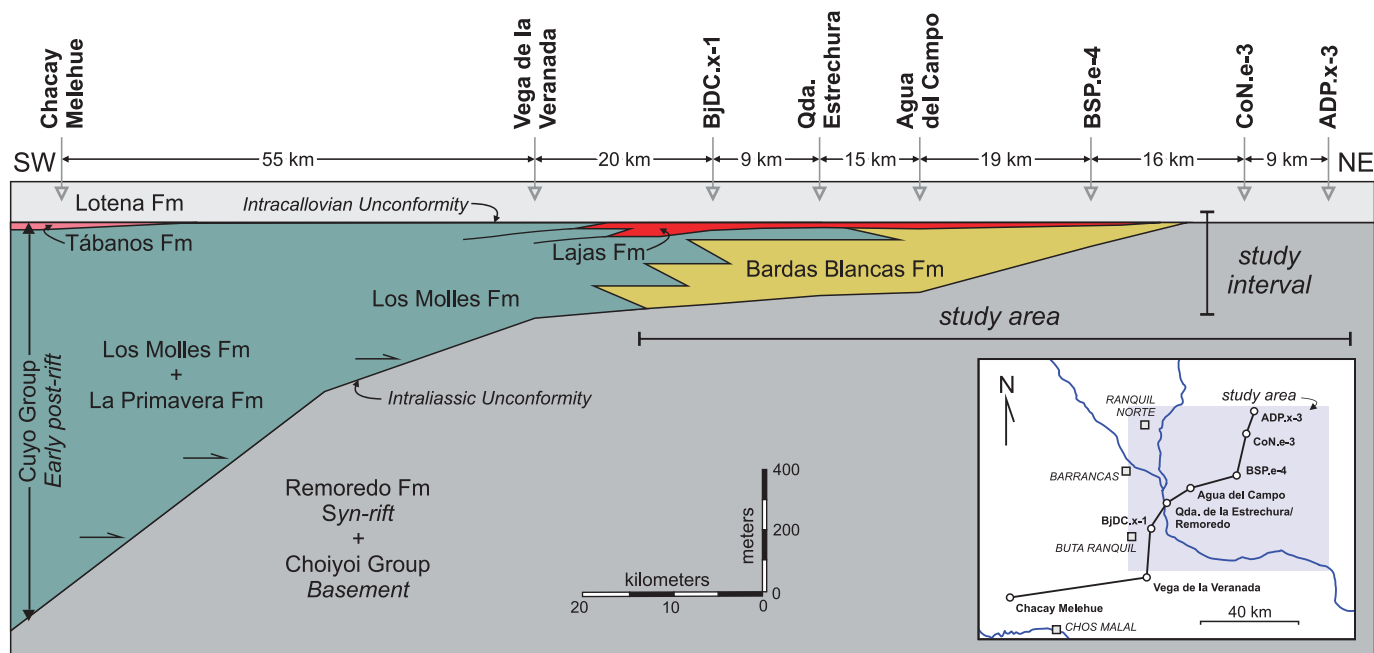 Chacay
Melehue
Vega de la
Veranada
BjDC.x-1
Qda.
Estrechura
Agua
del Campo
BSP.e-4
CoN.e-3
ADP.x-3
SW
55 km
20 km
9 km
15 km
19 km
16 km
9 km
NE
Lotena Fm
Intracallovian Unconformity
Tábanos Fm
Lajas Fm
Bardas Blancas Fm
study
interval
Los Molles Fm
study area
Los Molles Fm
+
La Primavera Fm
Intraliassic Unconformity
Cuyo Group
Early post-rift
Remoredo Fm
Syn-rift
+
Choiyoi Group
Basement
kilometers
20
10
0
meters
400
200
0
N
RANQUIL
NORTE
study area
ADP.x-3
CoN.e-3
BARRANCAS
BSP.e-4
Agua del Campo
Qda. de la Estrechura/
Remoredo
BjDC.x-1
BUTA RANQUIL
Vega de la Veranada
Chacay Melehue
40 km
CHOS MALAL